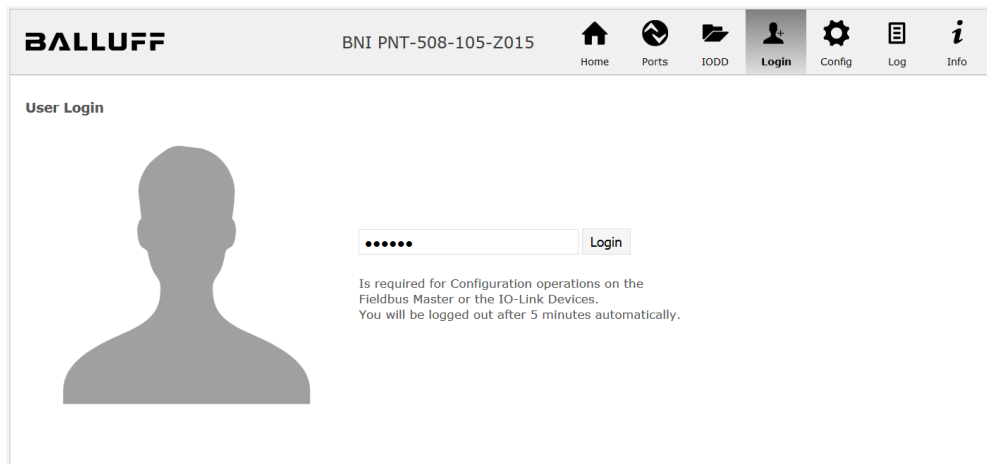 BALLUFF
BNI PNT-508-105-Z015
Home Ports IODD Login Config Log Info
User Login
●●●●●● Login
Is required for Configuration operations on the
Fieldbus Master or the IO-Link Devices.
You will be logged out after 5 minutes automatically.